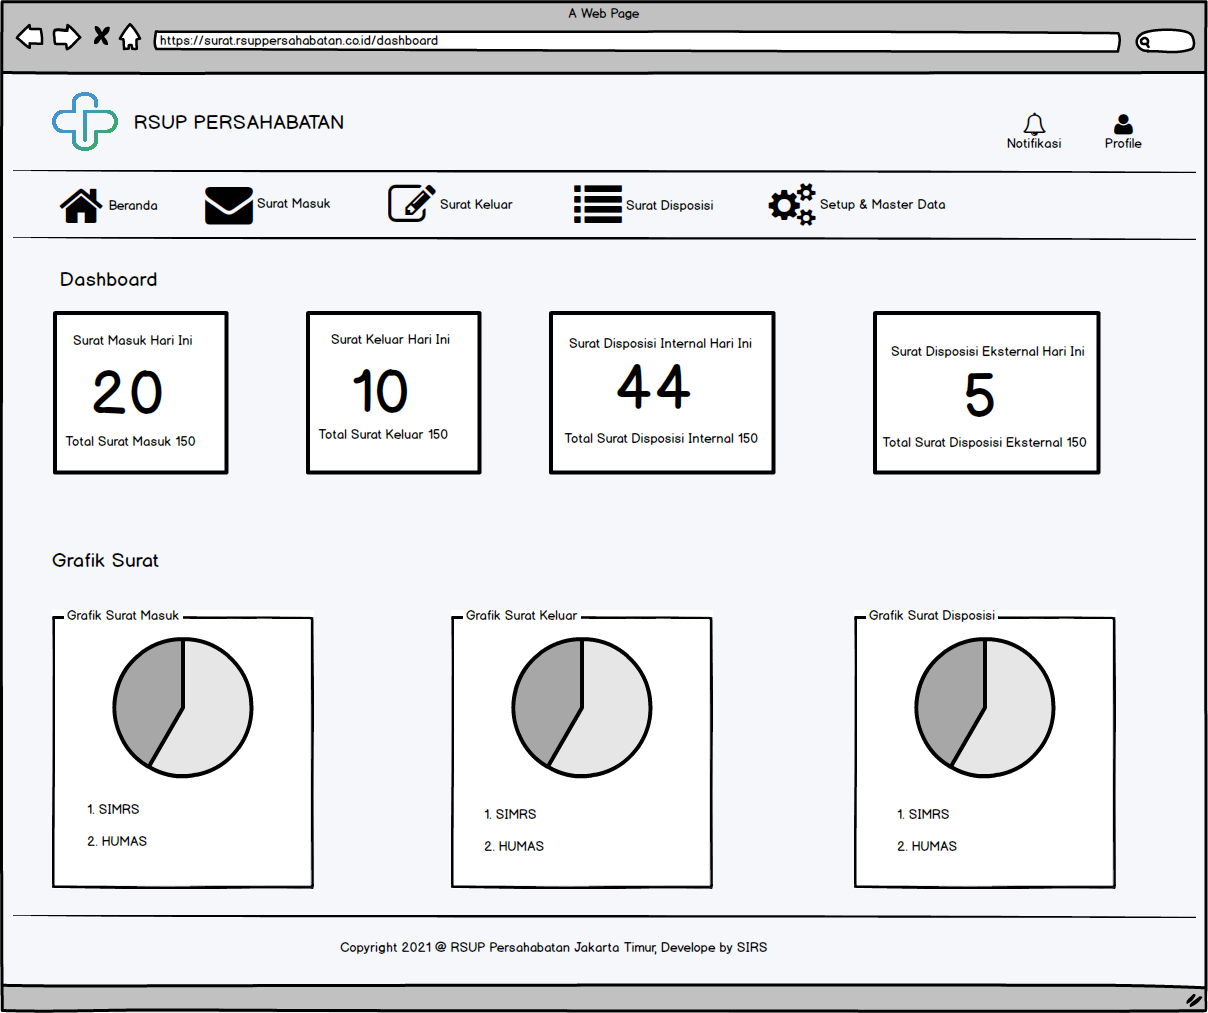 A Web Page
https://surat.rsuppersahabatan.co.id/dashboard
RSUP PERSAHABATAN
Notifikasi
Profile
Beranda
Surat Masuk
Surat Keluar
Surat Disposisi
Setup & Master Data
Dashboard
Surat Masuk Hari Ini
20
Total Surat Masuk 150
Surat Keluar Hari Ini
10
Total Surat Keluar 150
Surat Disposisi Internal Hari Ini
44
Total Surat Disposisi Internal 150
Surat Disposisi Eksternal Hari Ini
5
Total Surat Disposisi Eksternal 150
Grafik Surat
Grafik Surat Masuk
1. SIMRS
2. HUMAS
Grafik Surat Keluar
1. SIMRS
2. HUMAS
Grafik Surat Disposisi
1. SIMRS
2. HUMAS
Copyright 2021 @ RSUP Persahabatan Jakarta Timur, Develope by SIRS